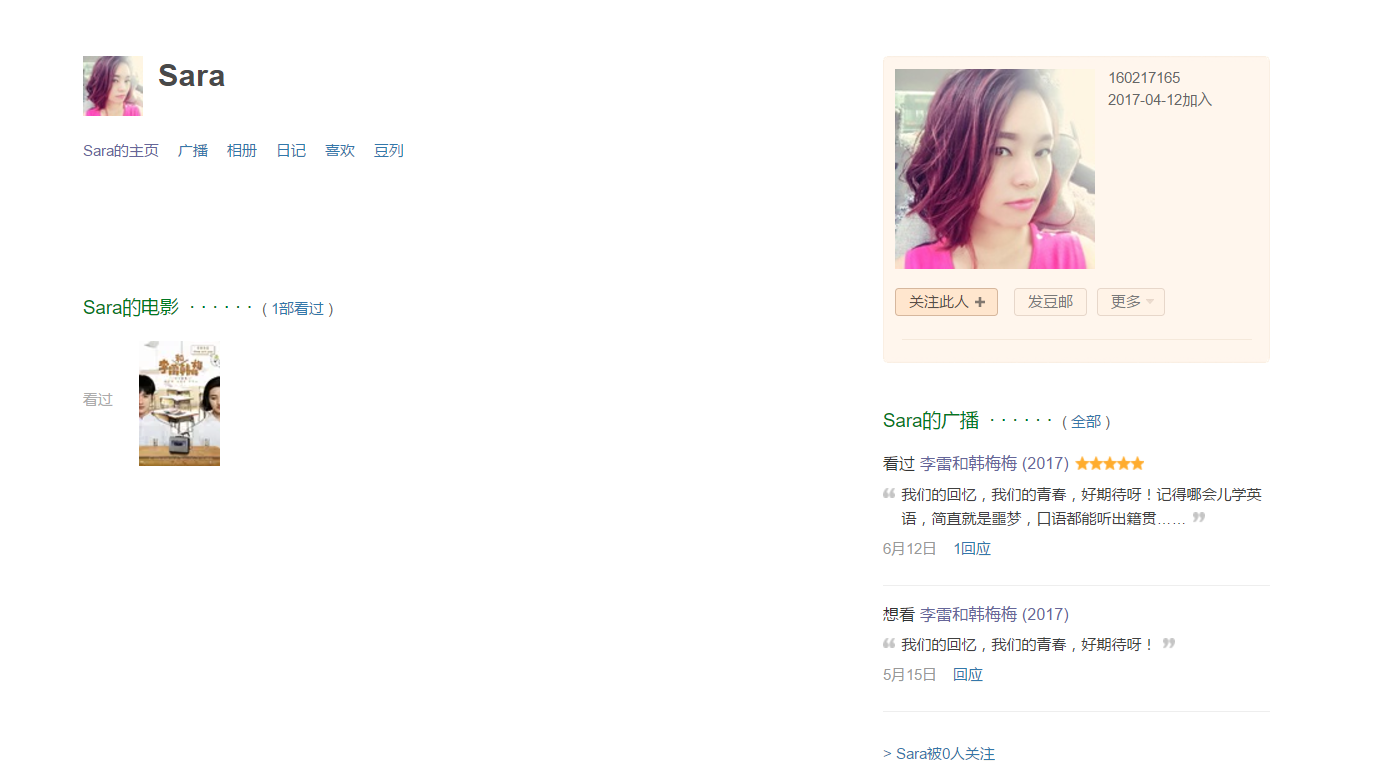 Sara
Sara的主页 广播 相册 日记 喜欢 豆列
160217165
2017-04-12加入
关注此人 +
发豆邮
更多
Sara的电影 · · · · · · ( 1部看过 )
看过
李雷和韩梅梅
Sara的广播 · · · · · · ( 全部 )
看过 李雷和韩梅梅 (2017)
我们的回忆，我们的青春，好期待呀！记得哪会儿学英
语，简直就是噩梦，口语都能听出籍贯……
6月12日 1回应
想看 李雷和韩梅梅 (2017)
我们的回忆，我们的青春，好期待呀！
5月15日 回应
> Sara被0人关注